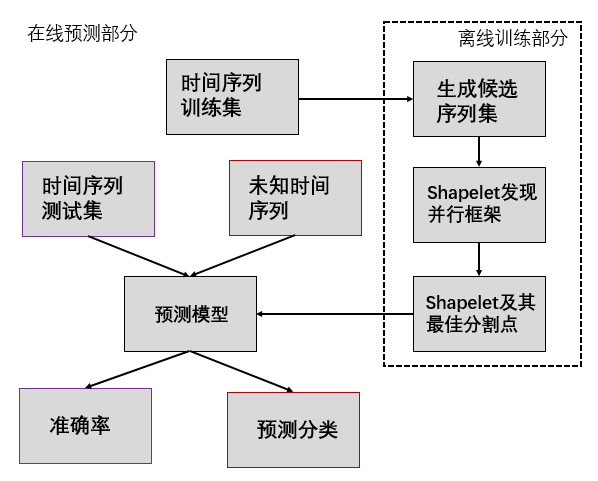 在线预测部分
离线训练部分
时间序列
训练集
生成候选
序列集
时间序列
测试集
未知时间
序列
Shapelet发现
并行框架
预测模型
Shapelet及其
最佳分割点
准确率
预测分类